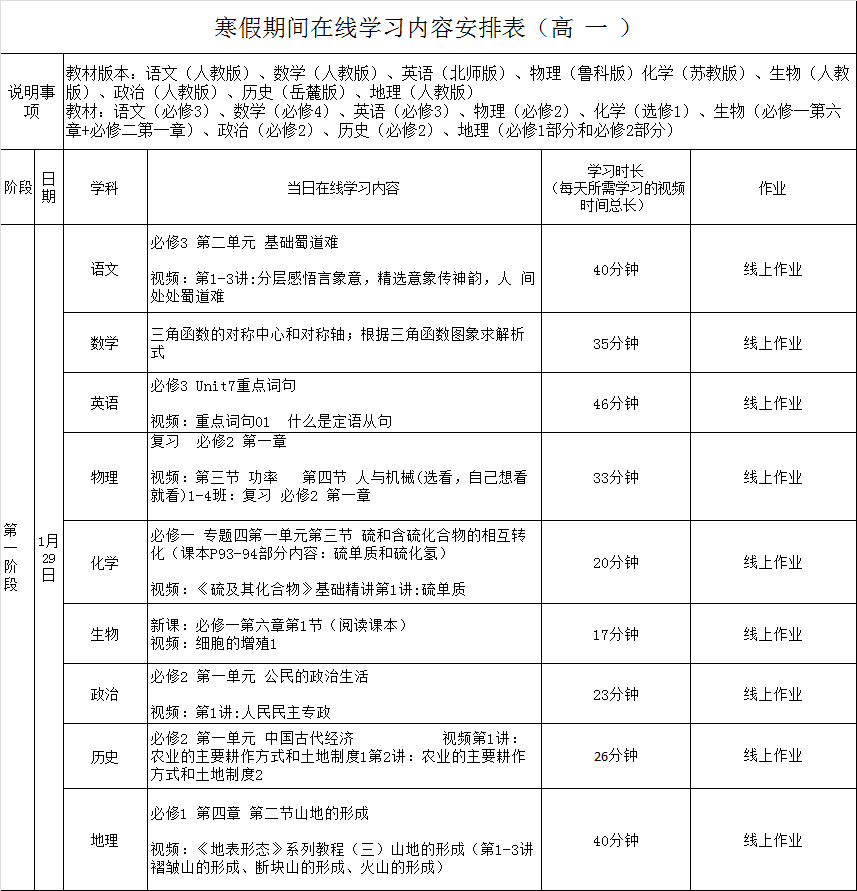 寒假期间在线学习内容安排表（高 一 ）
说明事项
教材版本：语文（人教版）、数学（人教版）、英语（北师版）、物理（鲁科版）化学（苏教版）、生物（人教版）、政治（人教版）、历史（岳麓版）、地理（人教版）
教材：语文（必修3）、数学（必修4）、英语（必修3）、物理（必修2）、化学（选修1）、生物（必修一第六章+必修二第一章）、政治（必修2）、历史（必修2）、地理（必修1部分和必修2部分）
阶段 日期 学科 当日在线学习内容 学习时长（每天所需学习的视频时间总长） 作业
第一阶段
1月29日
语文
必修3 第二单元 基础蜀道难
视频：第1-3讲:分层感悟言象意，精选意象传神韵，人 间
处处蜀道难
40分钟 线上作业
数学
三角函数的对称中心和对称轴；根据三角函数图象求解析
式
35分钟 线上作业
英语
必修3 Unit7重点词句
视频：重点词句01 什么是定语从句
46分钟 线上作业
物理
复习 必修2 第一章
视频：第三节 功率 第四节 人与机械(选看，自己想看
就看)1-4班：复习 必修2 第一章
33分钟 线上作业
化学
必修一 专题四第一单元第三节 硫和含硫化合物的相互转
化（课本P93-94部分内容：硫单质和硫化氢）
视频：《硫及其化合物》基础精讲第1讲:硫单质
20分钟 线上作业
生物
新课：必修一第六章第1节（阅读课本）
视频：细胞的增殖1
17分钟 线上作业
政治
必修2 第一单元 公民的政治生活
视频：第1讲:人民民主专政
23分钟 线上作业
历史
必修2 第一单元 中国古代经济 视频第1讲：
农业的主要耕作方式和土地制度1第2讲：农业的主要耕作
方式和土地制度2
26分钟 线上作业
地理
必修1 第四章 第二节山地的形成
视频：《地表形态》系列教程（三）山地的形成（第1-3讲
褶皱山的形成、断块山的形成、火山的形成）
40分钟 线上作业